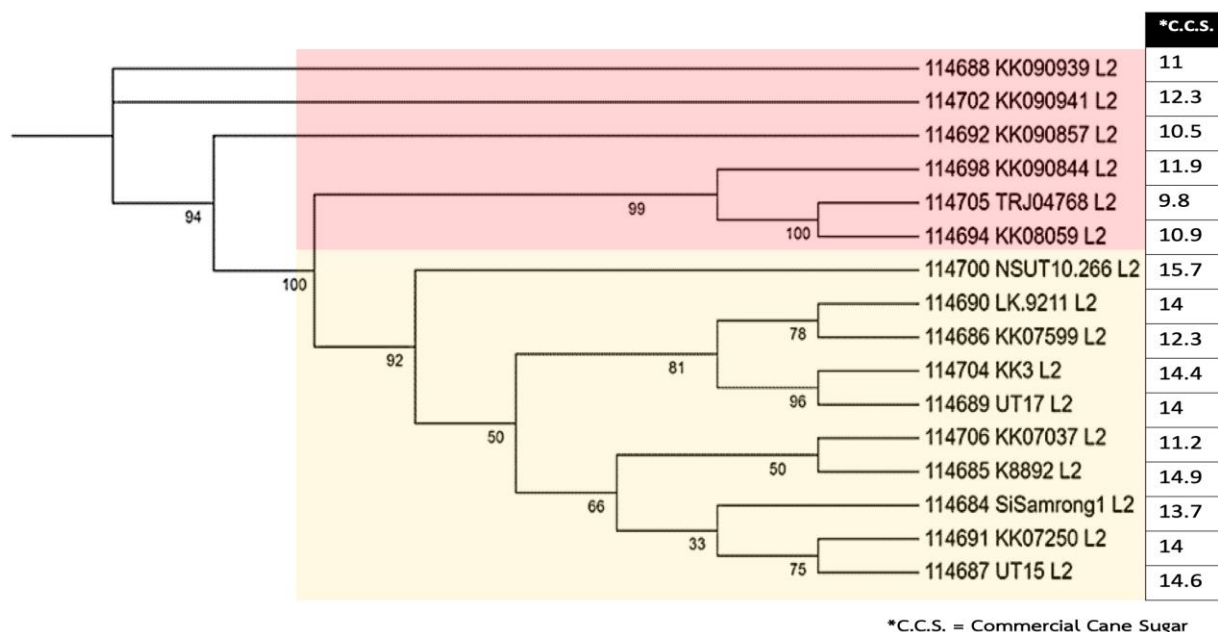 *C.C.S.
114688 KK090939 L2 11
114702 KK090941 L2 12.3
114692 KK090857 L2 10.5
114698 KK090844 L2 11.9
99
114705 TRJ04768 L2 9.8
94
100
114694 KK08059 L2 10.9
114700 NSUT10.266 L2 15.7
100
114690 LK.9211 L2 14
78
114686 KK07599 L2 12.3
92
81
114704 KK3 L2 14.4
96
114689 UT17 L2 14
50
114706 KK07037 L2 11.2
50
114685 K8892 L2 14.9
66
114684 SiSamrong1 L2 13.7
33
114691 KK07250 L2 14
75
114687 UT15 L2 14.6
*C.C.S. = Commercial Cane Sugar